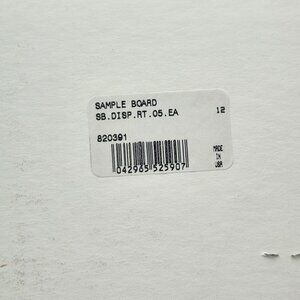 SAMPLE BOARD
SB.DISP.RT.05.EA 12
820391
042965 525907
MADE
IN
USA